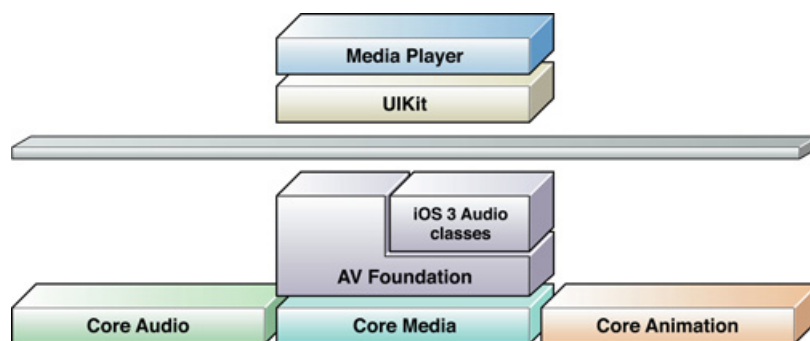 Media Player
UIKit
iOS 3 Audio
classes
AV Foundation
Core Audio
Core Media
Core Animation